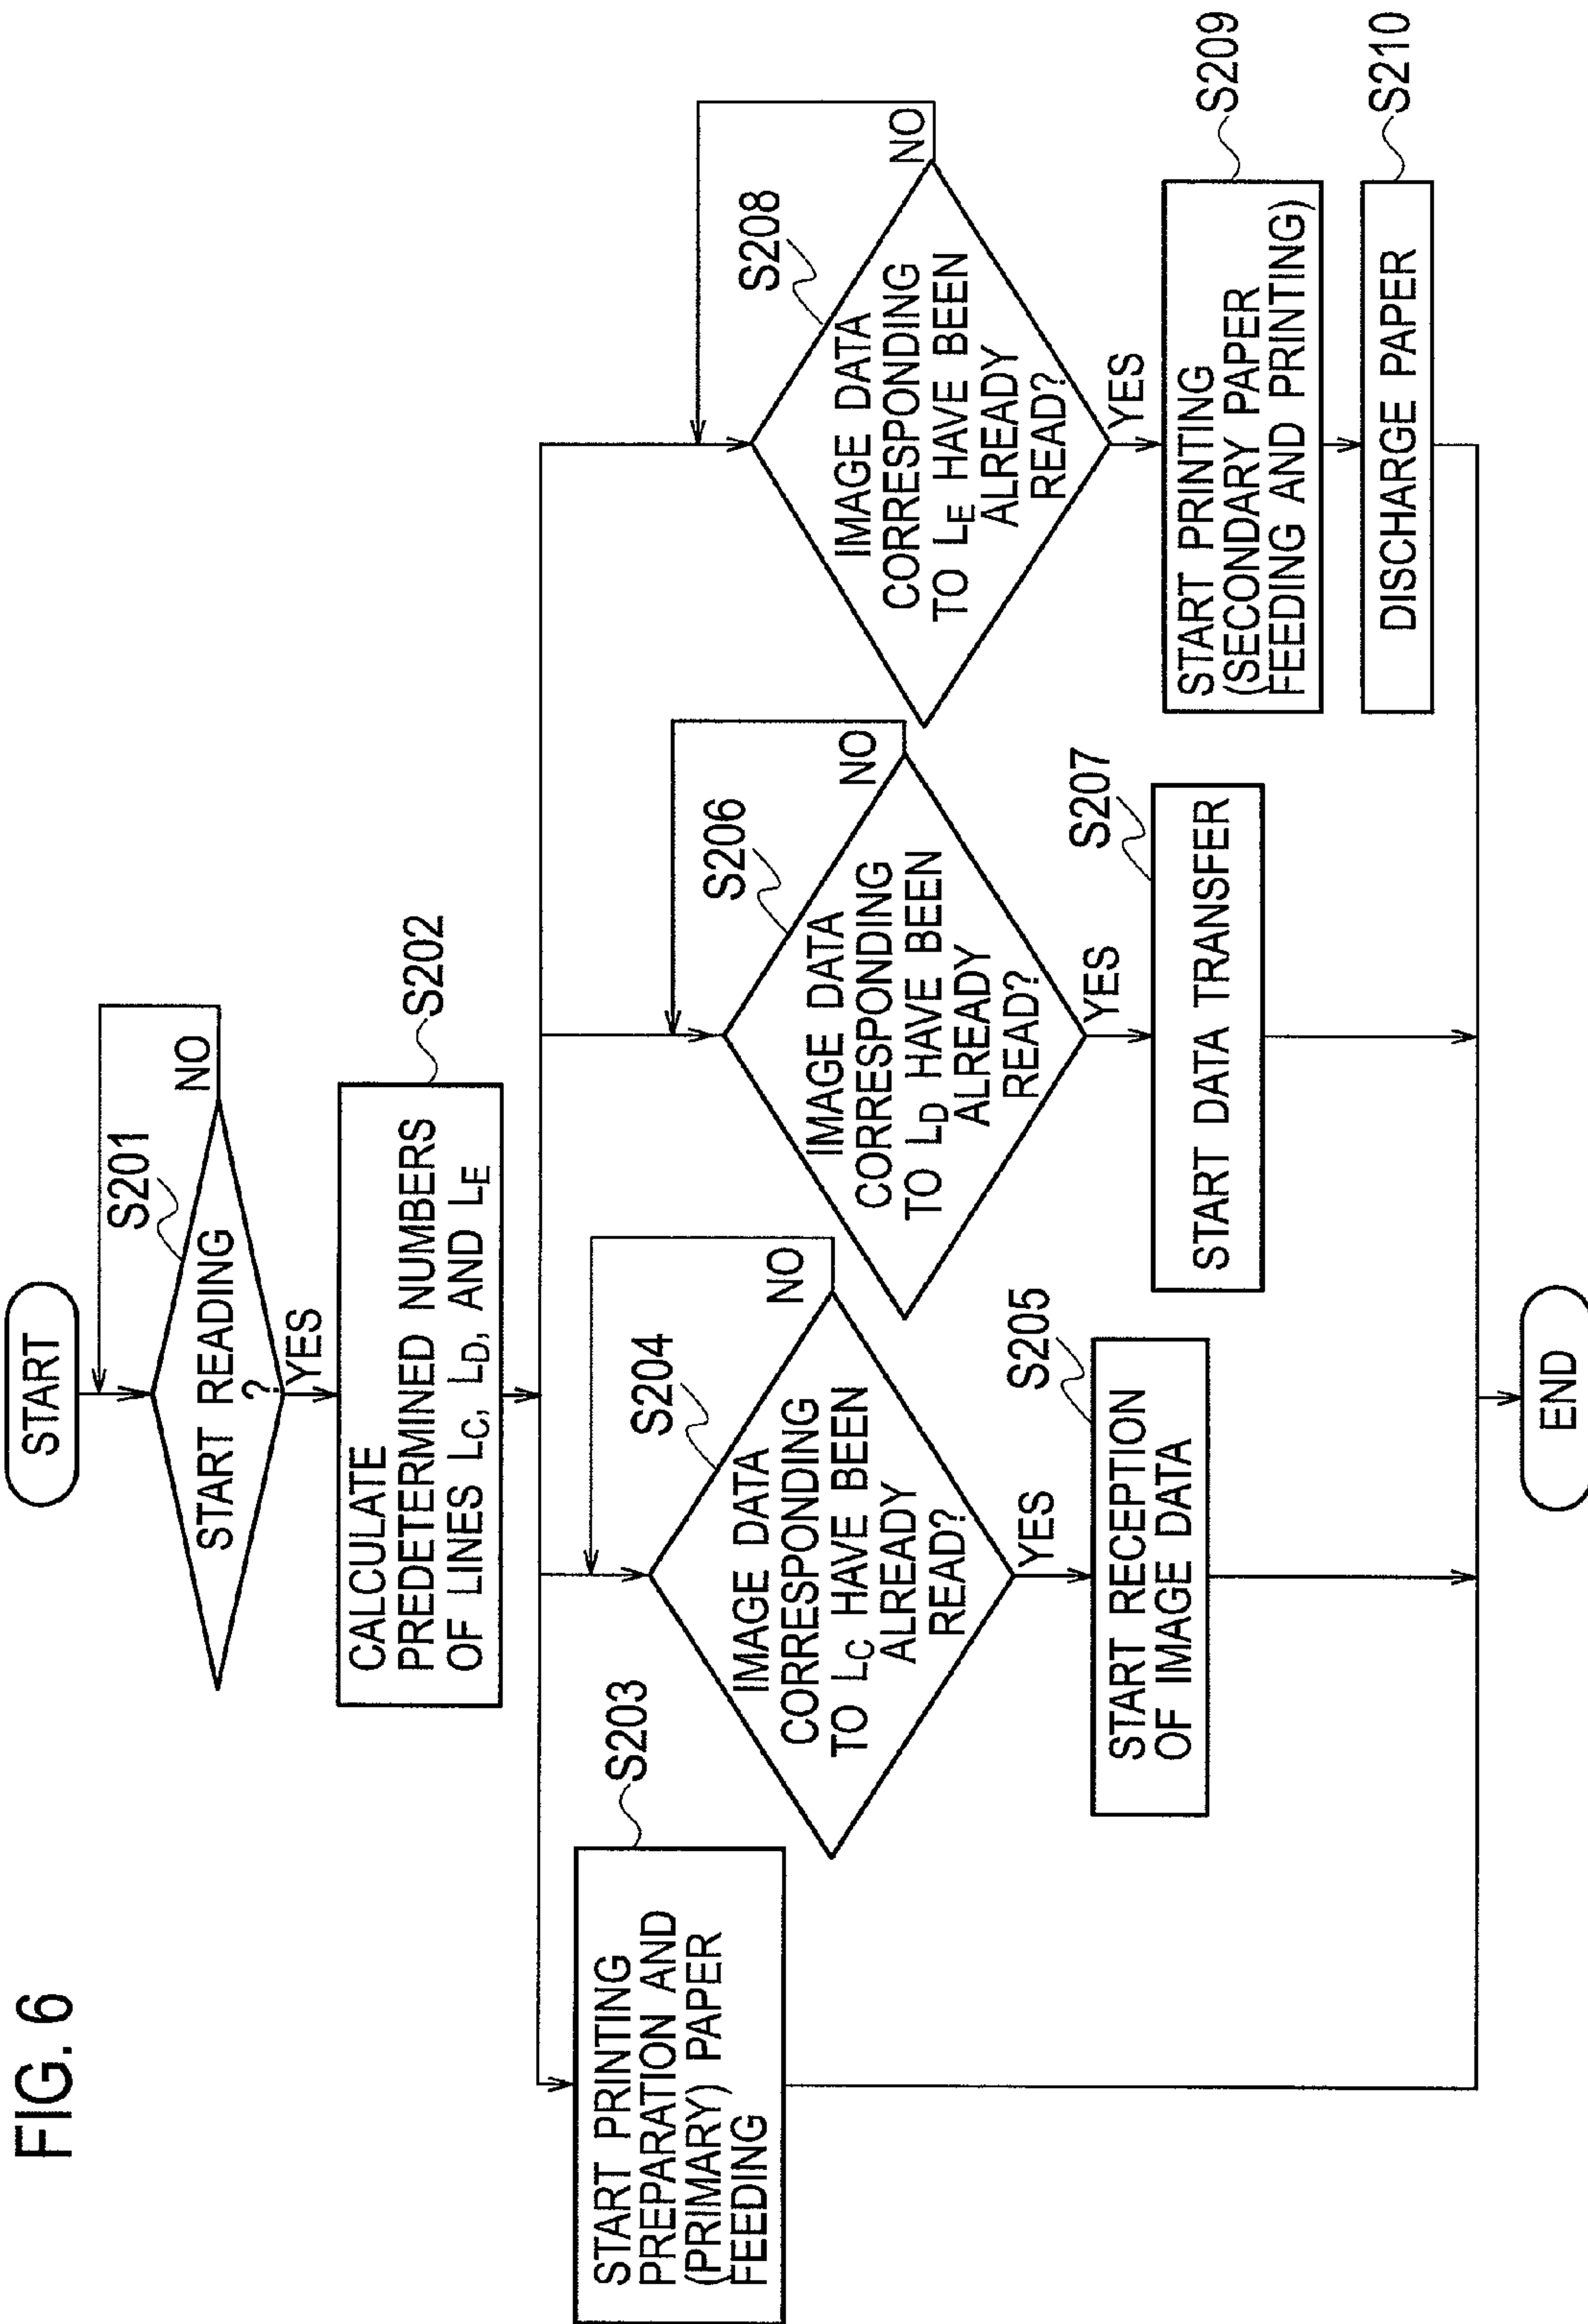 FIG. 6
START
S201
START READING
?
NO
YES
S202
CALCULATE
PREDETERMINED NUMBERS
OF LINES LC, LD, AND LE
S203
START PRINTING
PREPARATION AND
(PRIMARY) PAPER
FEEDING
S204
IMAGE DATA
CORRESPONDING
TO LC HAVE BEEN
ALREADY
READ?
NO
YES
S205
START RECEPTION
OF IMAGE DATA
S206
IMAGE DATA
CORRESPONDING
TO LD HAVE BEEN
ALREADY
READ?
NO
YES
S207
START DATA TRANSFER
S208
IMAGE DATA
CORRESPONDING
TO LE HAVE BEEN
ALREADY
READ?
NO
YES
S209
START PRINTING
(SECONDARY PAPER
FEEDING AND PRINTING)
S210
DISCHARGE PAPER
END